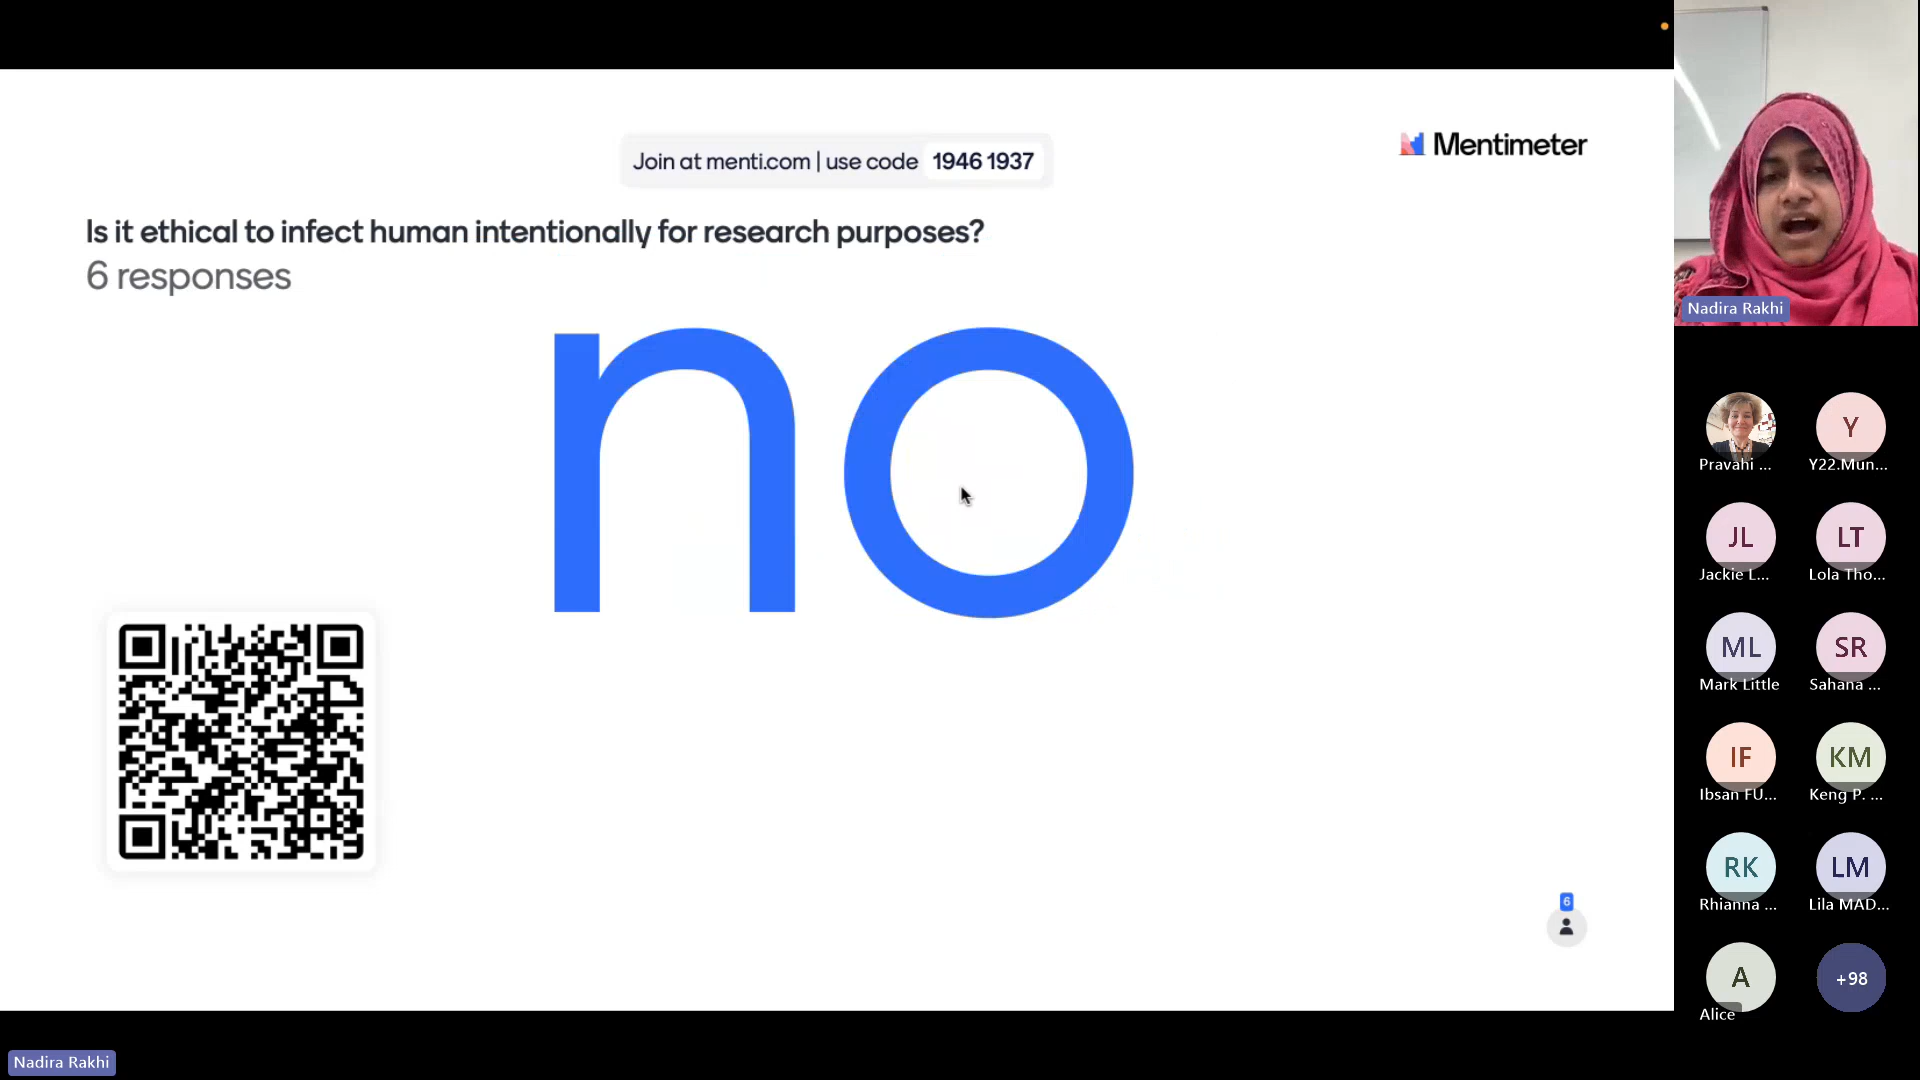 Join at menti.com | use code 1946 1937
Mentimeter
Is it ethical to infect human intentionally for research purposes?
6 responses
no
6
Nadira Rakhi
Pravahi ...
Y
Y22.Mun...
JL
Jackie L...
LT
Lola Tho...
ML
Mark Little
SR
Sahana ...
IF
Ibsan FU...
KM
Keng P. ...
RK
Rhianna ...
LM
Lila MAD...
A
Alice
+98
Nadira Rakhi